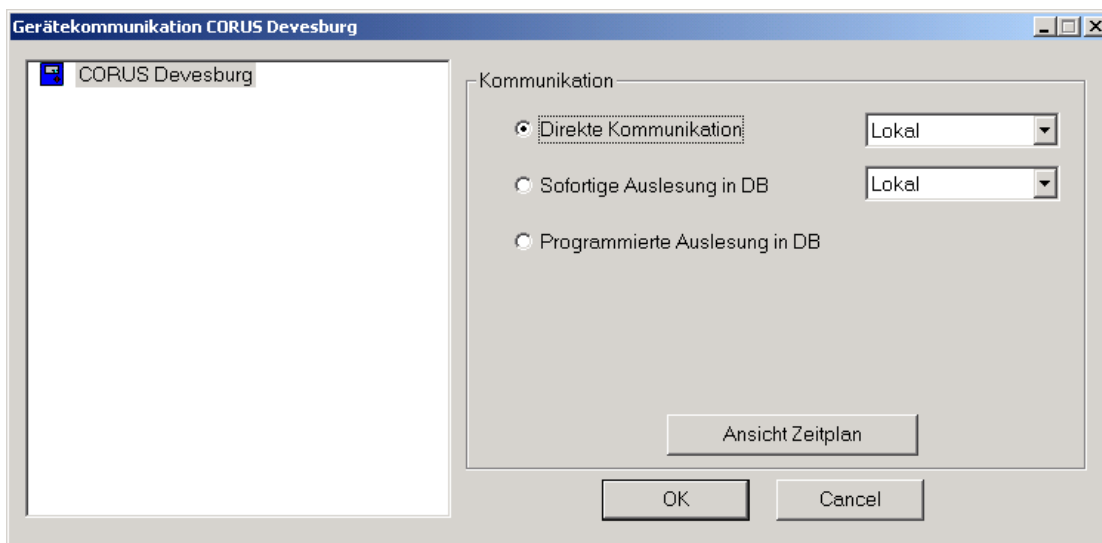 Gerätekommunikation CORUS Devesburg
CORUS Devesburg
Kommunikation
Direkte Kommunikation
Lokal
Sofortige Auslesung in DB
Lokal
Programmierte Auslesung in DB
Ansicht Zeitplan
OK
Cancel